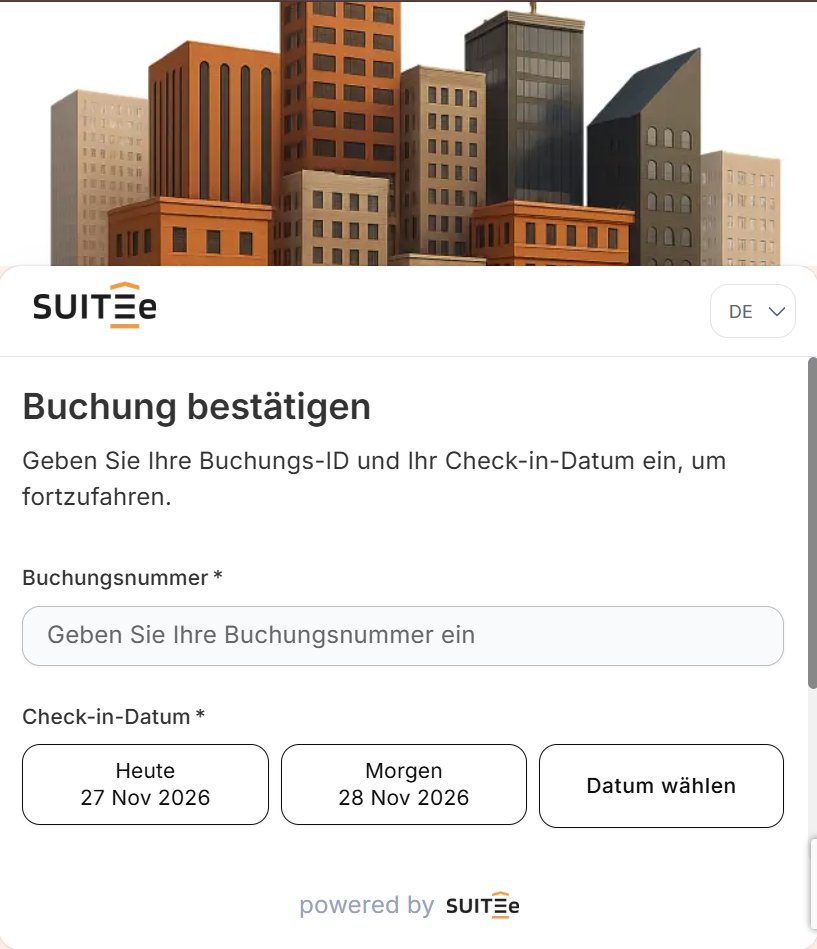 SUITEe
DE
Buchung bestätigen
Geben Sie Ihre Buchungs-ID und Ihr Check-in-Datum ein, um
fortzufahren.
Buchungsnummer *
Geben Sie Ihre Buchungsnummer ein
Check-in-Datum *
Heute
27 Nov 2026
Morgen
28 Nov 2026
Datum wählen
powered by SUITEe